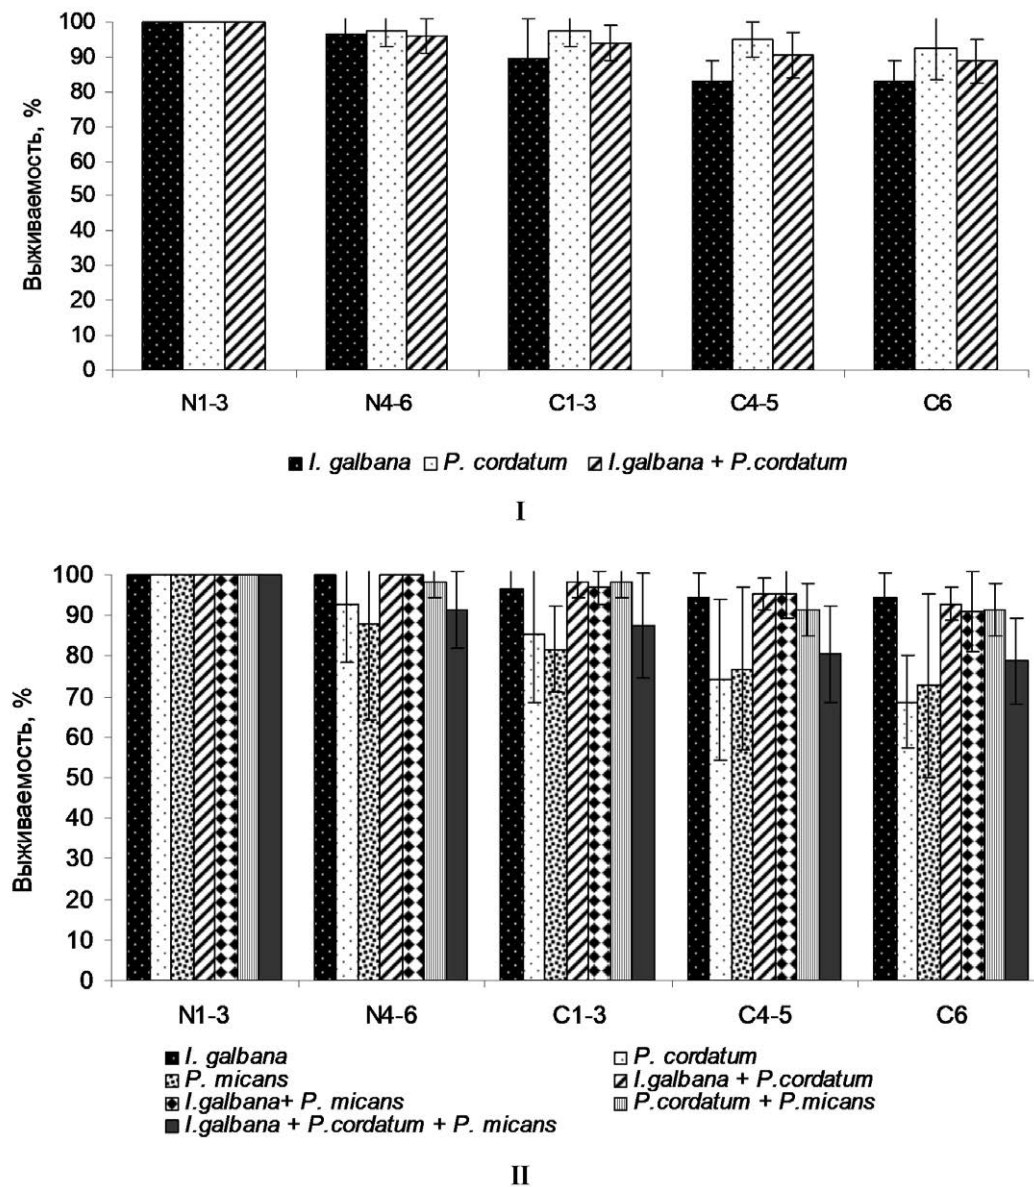 Выживаемость, %
100
90
80
70
60
50
40
30
20
10
0
N1-3 N4-6 C1-3 C4-5 C6
I. galbana P. cordatum I.galbana + P.cordatum
I
Выживаемость, %
100
90
80
70
60
50
40
30
20
10
0
N1-3 N4-6 C1-3 C4-5 C6
I. galbana P. cordatum
P. micans I.galbana + P.cordatum
I.galbana+ P. micans P.cordatum + P.micans
I.galbana + P.cordatum + P. micans
II